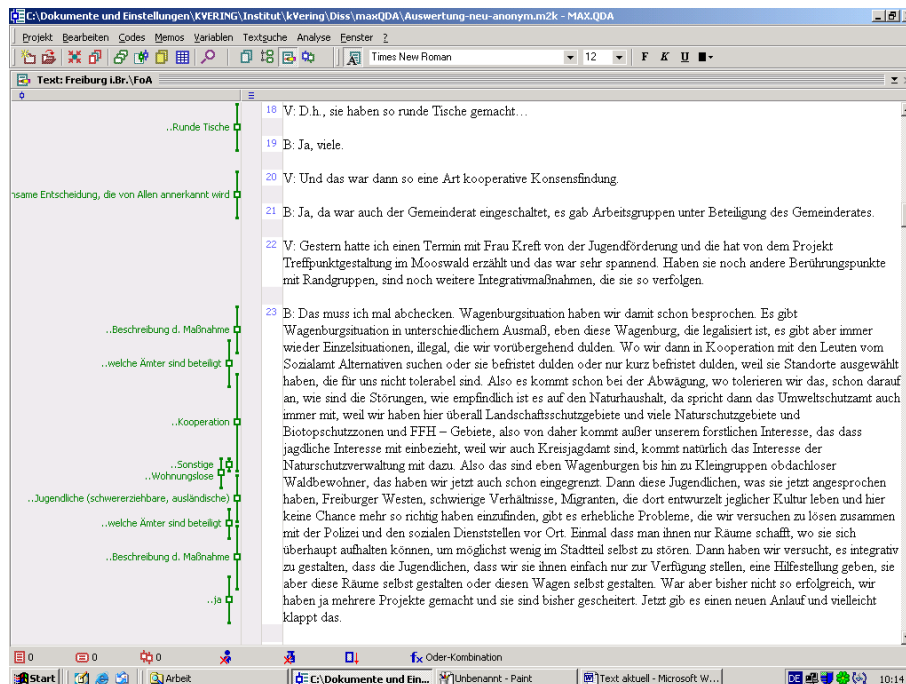 C:\Dokumente und Einstellungen\KVERING\Institut\kVering\Diss\maxQDA\Auswertung-neu-anonym.m2k - MAX.QDA
Projekt Bearbeiten Codes Memos Variablen Textsuche Analyse Fenster ?
Times New Roman 12 F K U
Text: Freiburg i.Br.\FoA
..Runde Tische
nsame Entscheidung, die von Allen annerkannt wird
..Beschreibung d. Maßnahme
..welche Ämter sind beteiligt
..Kooperation
..Sonstige
..Wohnungslose
..Jugendliche (schwererziehbare, ausländische)
..welche Ämter sind beteiligt
..Beschreibung d. Maßnahme
..ja
18 V: D.h., sie haben so runde Tische gemacht…
19 B: Ja, viele.
20 V: Und das war dann so eine Art kooperative Konsensfindung.
21 B: Ja, da war auch der Gemeinderat eingeschaltet, es gab Arbeitsgruppen unter Beteiligung des Gemeinderates.
22 V: Gestern hatte ich einen Termin mit Frau Kreft von der Jugendförderung und die hat von dem Projekt
Treffpunktgestaltung im Mooswald erzählt und das war sehr spannend. Haben sie noch andere Berührungspunkte
mit Randgruppen, sind noch weitere Integrativmaßnahmen, die sie so verfolgen.
23 B: Das muss ich mal abchecken. Wagenburgsituation haben wir damit schon besprochen. Es gibt
Wagenburgsituation in unterschiedlichem Ausmaß, eben diese Wagenburg, die legalisiert ist, es gibt aber immer
wieder Einzelsituationen, illegal, die wir vorübergehend dulden. Wo wir dann in Kooperation mit den Leuten vom
Sozialamt Alternativen suchen oder sie befristet dulden oder nur kurz befristet dulden, weil sie Standorte ausgewählt
haben, die für uns nicht tolerabel sind. Also es kommt schon bei der Abwägung, wo tolerieren wir das, schon darauf
an, wie sind die Störungen, wie empfindlich ist es auf den Naturhaushalt, da spricht dann das Umweltschutzamt auch
immer mit, weil wir haben hier überall Landschaftsschutzgebiete und viele Naturschutzgebiete und
Biotopschutzzonen und FFH – Gebiete, also von daher kommt außer unserem forstlichen Interesse, das dass
jagdliche Interesse mit einbezieht, weil wir auch Kreisjagdamt sind, kommt natürlich das Interesse der
Naturschutzverwaltung mit dazu. Also das sind eben Wagenburgen bis hin zu Kleingruppen obdachloser
Waldbewohner, das haben wir jetzt auch schon eingegrenzt. Dann diese Jugendlichen, was sie jetzt angesprochen
haben, Freiburger Westen, schwierige Verhältnisse, Migranten, die dort entwurzelt jeglicher Kultur leben und hier
keine Chance mehr so richtig haben einzufinden, gibt es erhebliche Probleme, die wir versuchen zu lösen zusammen
mit der Polizei und den sozialen Dienststellen vor Ort. Einmal dass man ihnen nur Räume schafft, wo sie sich
überhaupt aufhalten können, um möglichst wenig im Stadtteil selbst zu stören. Dann haben wir versucht, es integrativ
zu gestalten, dass die Jugendlichen, dass wir sie ihnen einfach nur zur Verfügung stellen, eine Hilfestellung geben, sie
aber diese Räume selbst gestalten oder diesen Wagen selbst gestalten. War aber bisher nicht so erfolgreich, wir
haben ja mehrere Projekte gemacht und sie sind bisher gescheitert. Jetzt gib es einen neuen Anlauf und vielleicht
klappt das.
0 0 0 fx Oder-Kombination
Start Arbeit C:\Dokumente und Ein... Unbenannt - Paint Text aktuell - Microsoft W... DE 10:14